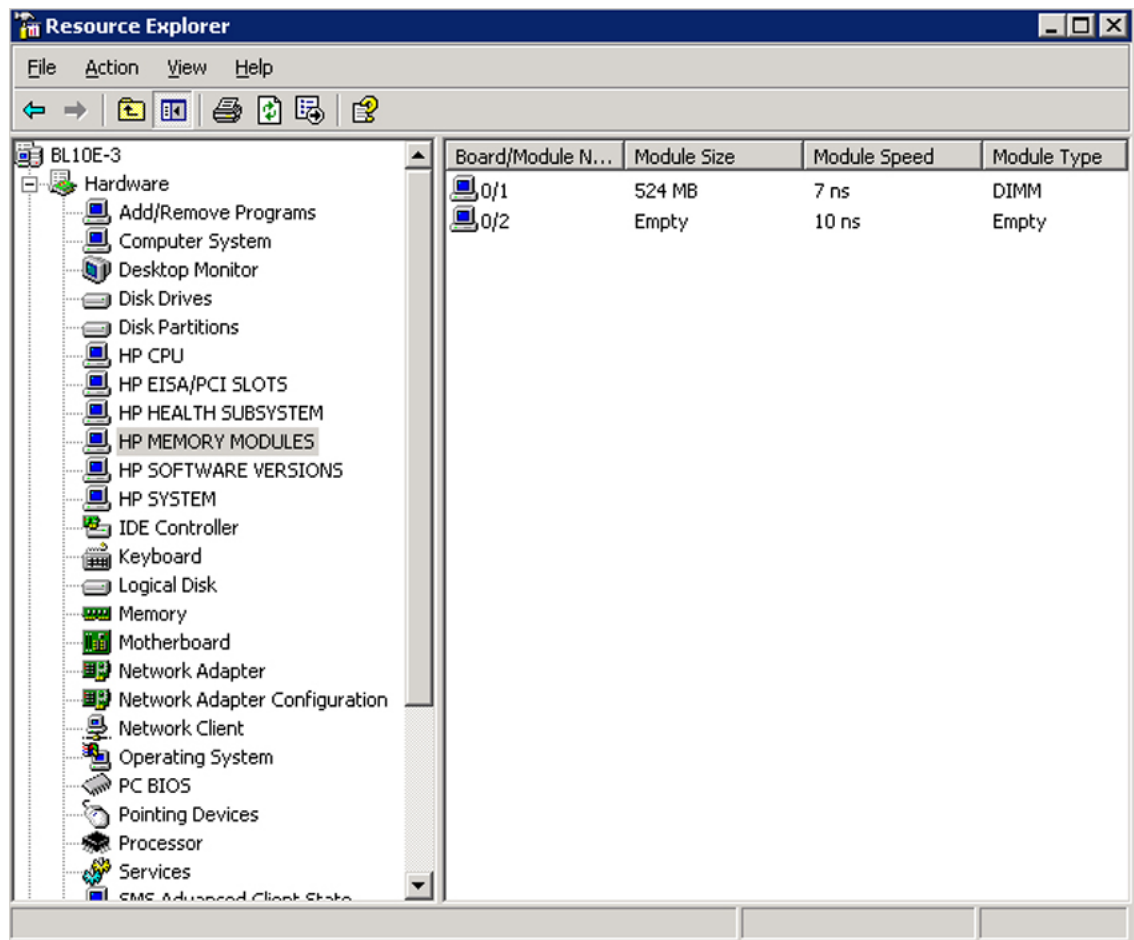 Resource Explorer
File Action View Help
BL10E-3
Hardware
Add/Remove Programs
Computer System
Desktop Monitor
Disk Drives
Disk Partitions
HP CPU
HP EISA/PCI SLOTS
HP HEALTH SUBSYSTEM
HP MEMORY MODULES
HP SOFTWARE VERSIONS
HP SYSTEM
IDE Controller
Keyboard
Logical Disk
Memory
Motherboard
Network Adapter
Network Adapter Configuration
Network Client
Operating System
PC BIOS
Pointing Devices
Processor
Services
SMS Advanced Client State
Board/Module N... Module Size Module Speed Module Type
0/1 524 MB 7 ns DIMM
0/2 Empty 10 ns Empty